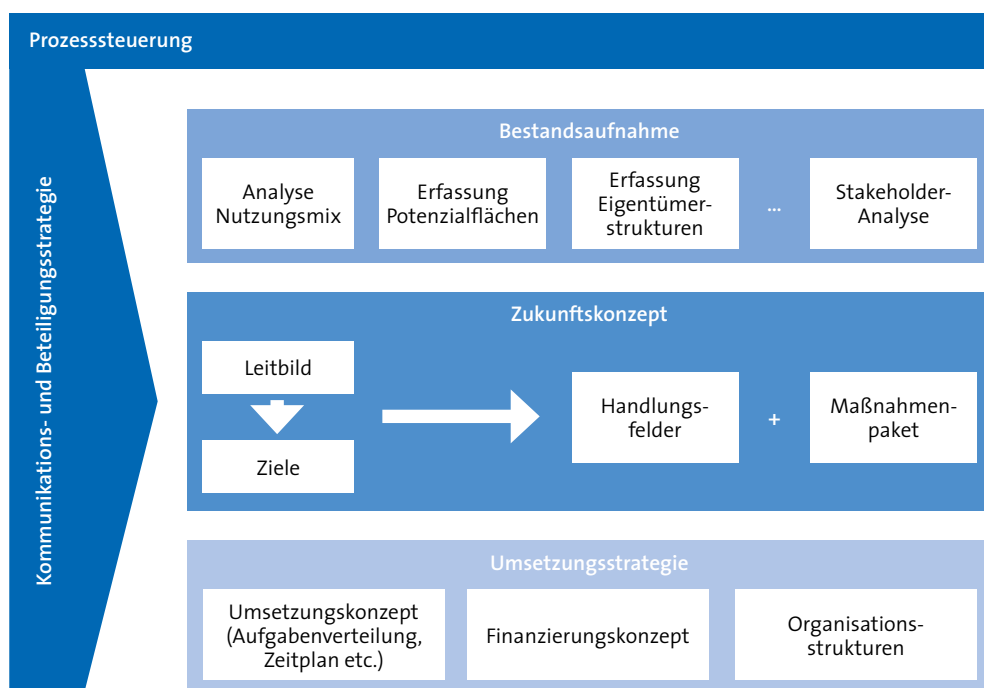 Prozesssteuerung
Kommunikations- und Beteiligungsstrategie
Bestandsaufnahme
Analyse
Nutzungsmix
Erfassung
Potenzialflächen
Erfassung
Eigentümer-
strukturen
...
Stakeholder-
Analyse
Zukunftskonzept
Leitbild
Ziele
Handlungs-
felder
+
Maßnahmen-
paket
Umsetzungsstrategie
Umsetzungskonzept
(Aufgabenverteilung,
Zeitplan etc.)
Finanzierungskonzept
Organisations-
strukturen